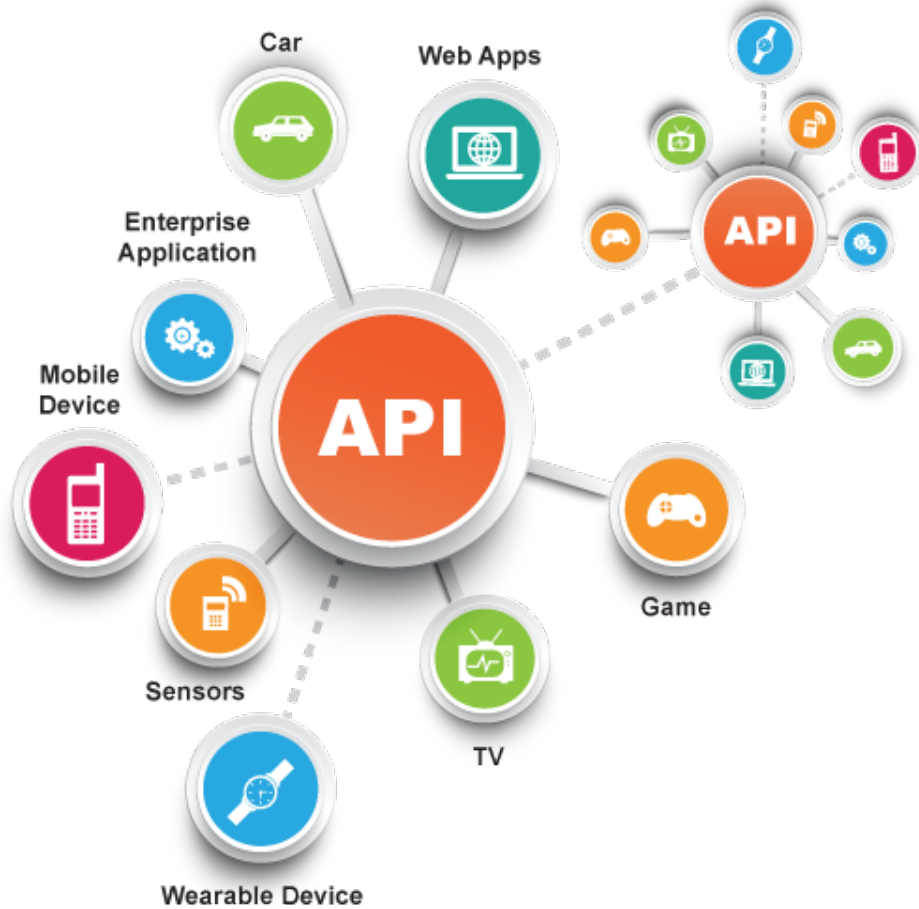 Car
Web Apps
API
Enterprise
Application
Mobile
Device
API
Game
Sensors
TV
Wearable Device